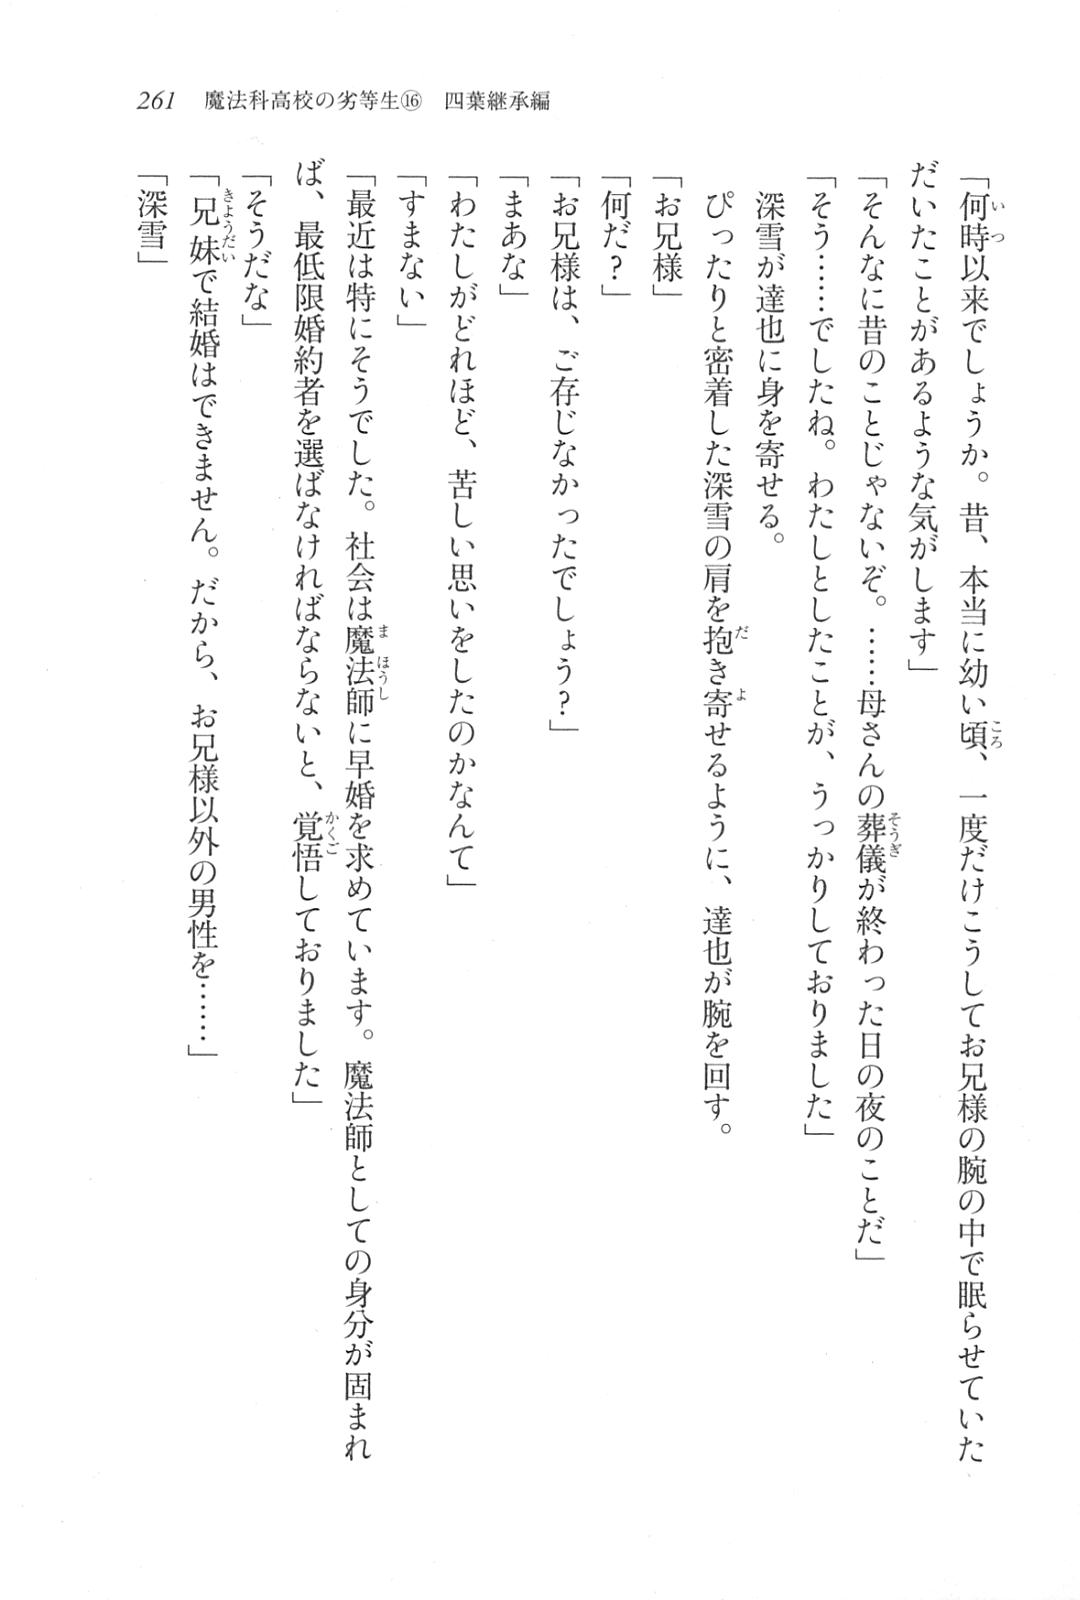 261 魔法科高校の劣等生⑯ 四葉継承編
「何時以来でしょうか。昔、本当に幼い頃、一度だけこうしてお兄様の腕の中で眠らせていた
だいたことがあるような気がします」
「そんなに昔のことじゃないぞ。……母さんの葬儀が終わった日の夜のことだ」
「そう……でしたね。わたしとしたことが、うっかりしておりました」
深雪が達也に身を寄せる。
ぴったりと密着した深雪の肩を抱き寄せるように、達也が腕を回す。
「お兄様」
「何だ？」
「お兄様は、ご存じなかったでしょう？」
「まあな」
「わたしがどれほど、苦しい思いをしたのかなんて」
「すまない」
「最近は特にそうでした。社会は魔法師に早婚を求めています。魔法師としての身分が固まれ
ば、最低限婚約者を選ばなければならないと、覚悟しておりました」
「そうだな」
「兄妹で結婚はできません。だから、お兄様以外の男性を……」
「深雪」